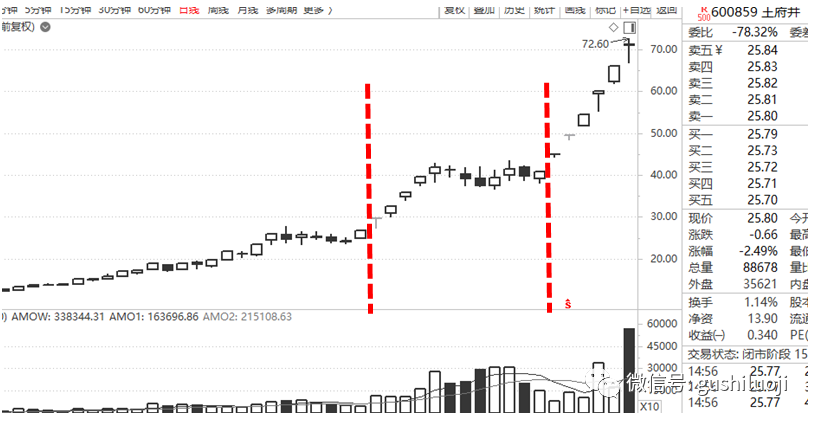 5分钟 15分钟 30分钟 60分钟 日线 周线 月线 多周期 更多 〉 复权 叠加 历史 统计 画线 标记 +自选 返回
前复权)
72.60
70.00
60.00
50.00
40.00
30.00
20.00
ŝ
AMOW: 338344.31 AMO1: 163696.86 AMO2: 215108.63
60000
45000
30000
X10
R
500
600859 土府井
委比 -78.32% 委差
卖五 ¥ 25.84
卖四 25.83
卖三 25.82
卖二 25.81
卖一 25.80
买一 25.79
买二 25.73
买三 25.72
买四 25.71
买五 25.70
现价 25.80 今开
涨跌 -0.66 最高
涨幅 -2.49% 最低
总量 88678 量比
外盘 35621 内盘
换手 1.14% 股本
净资 13.90 流通
收益㈠ 0.340 PE(
交易状态: 闭市阶段 15
14:56 25.77
14:56 25.77
14:56 25.77
微信号: gushituoji